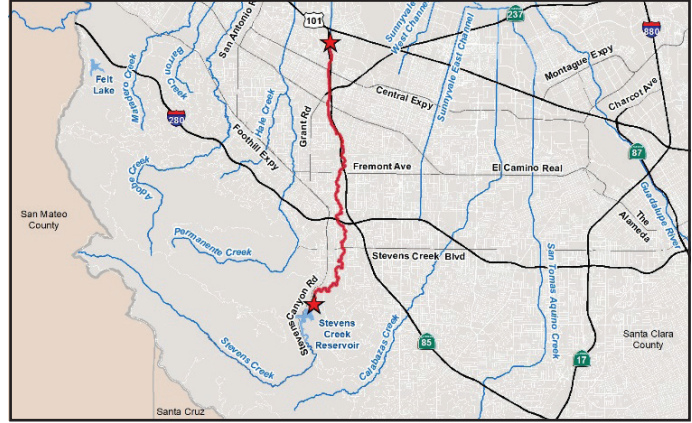 101
237
880
San Antonio Rd
Sunnyvale
West Channel
Sunnyvale East Channel
Barron
Creek
Matadero Creek
Felt
Lake
280
Hale Creek
Grant Rd
Central Expy
Montague Expy
Charcot Ave
Foothill Expy
Fremont Ave
El Camino Real
87
Adobe Creek
Guadalupe River
The
Alameda
San Mateo
County
Permanente Creek
Stevens Creek Blvd
San Tomas Aquino Creek
Stevens Canyon Rd
Stevens
Creek
Reservoir
Stevens Creek
Calabazas Creek
85
17
Santa Clara
County
Santa Cruz